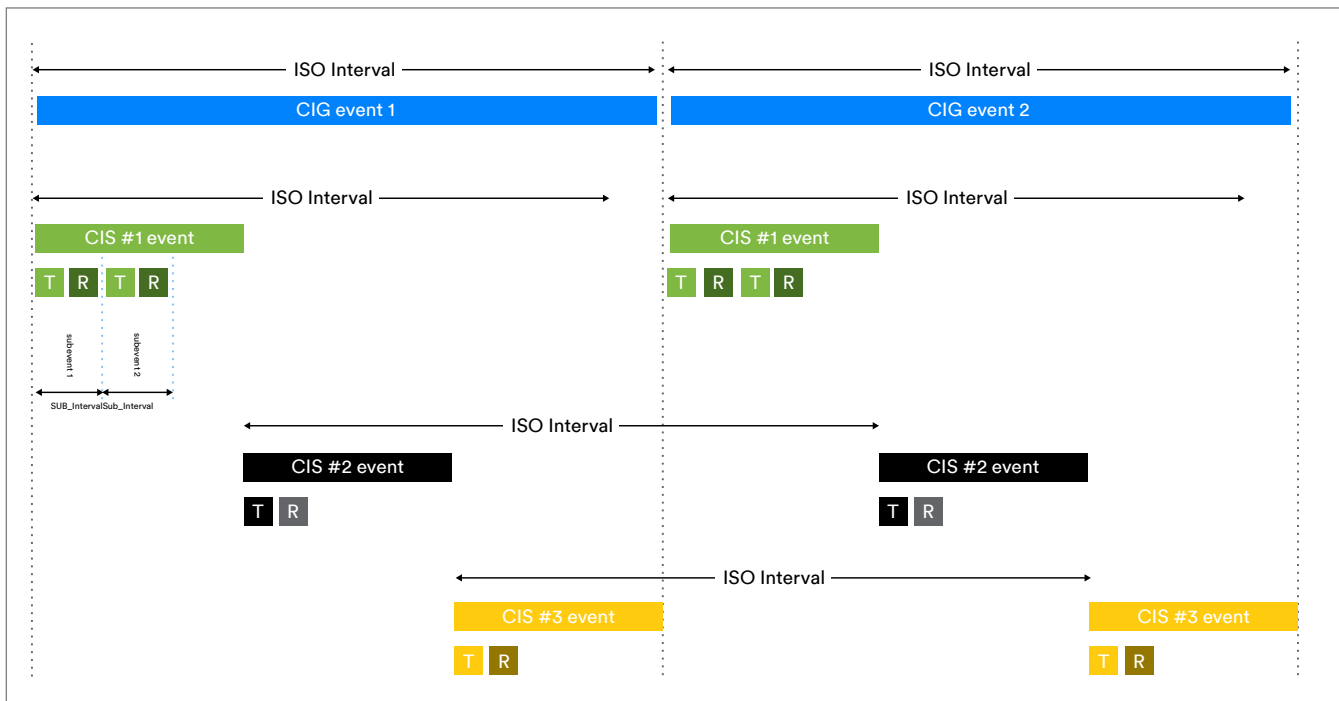 ISO Interval ISO Interval
CIG event 1 CIG event 2
ISO Interval ISO Interval
CIS #1 event CIS #1 event
T R T R T R T R
subevent 1
subevent 2
SUB_IntervalSub_Interval
ISO Interval
CIS #2 event CIS #2 event
T R T R
ISO Interval
CIS #3 event CIS #3 event
T R T R